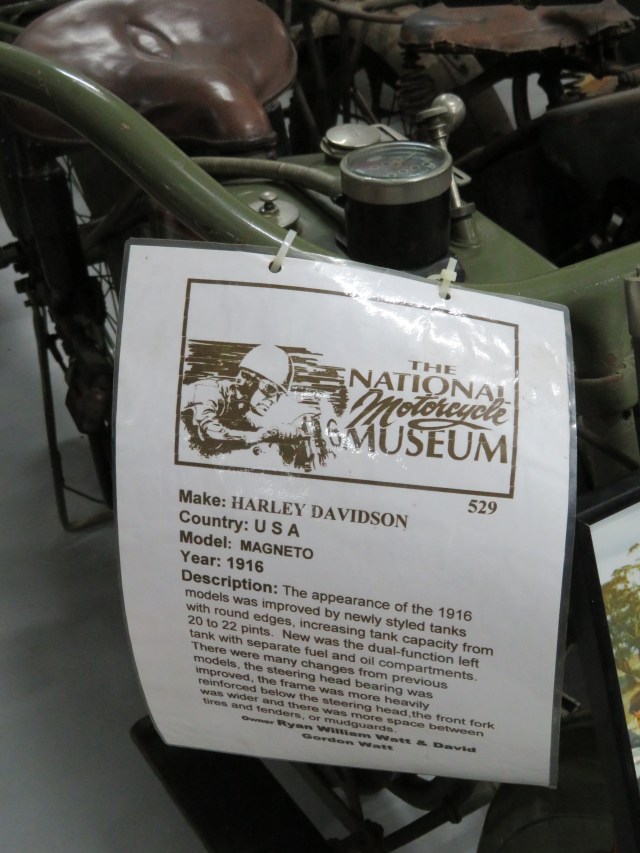 THE
NATIONAL
Motorcycle
MUSEUM
529
Make: HARLEY DAVIDSON
Country: U S A
Model: MAGNETO
Year: 1916
Description: The appearance of the 1916
models was improved by newly styled tanks
with round edges, increasing tank capacity from
20 to 22 pints. New was the dual-function left
tank with separate fuel and oil compartments.
There were many changes from previous
models, the steering head bearing was
improved, the frame was more heavily
reinforced below the steering head,the front fork
was wider and there was more space between
tires and fenders, or mudguards.
Owner Ryan William Watt & David
Gordon Watt